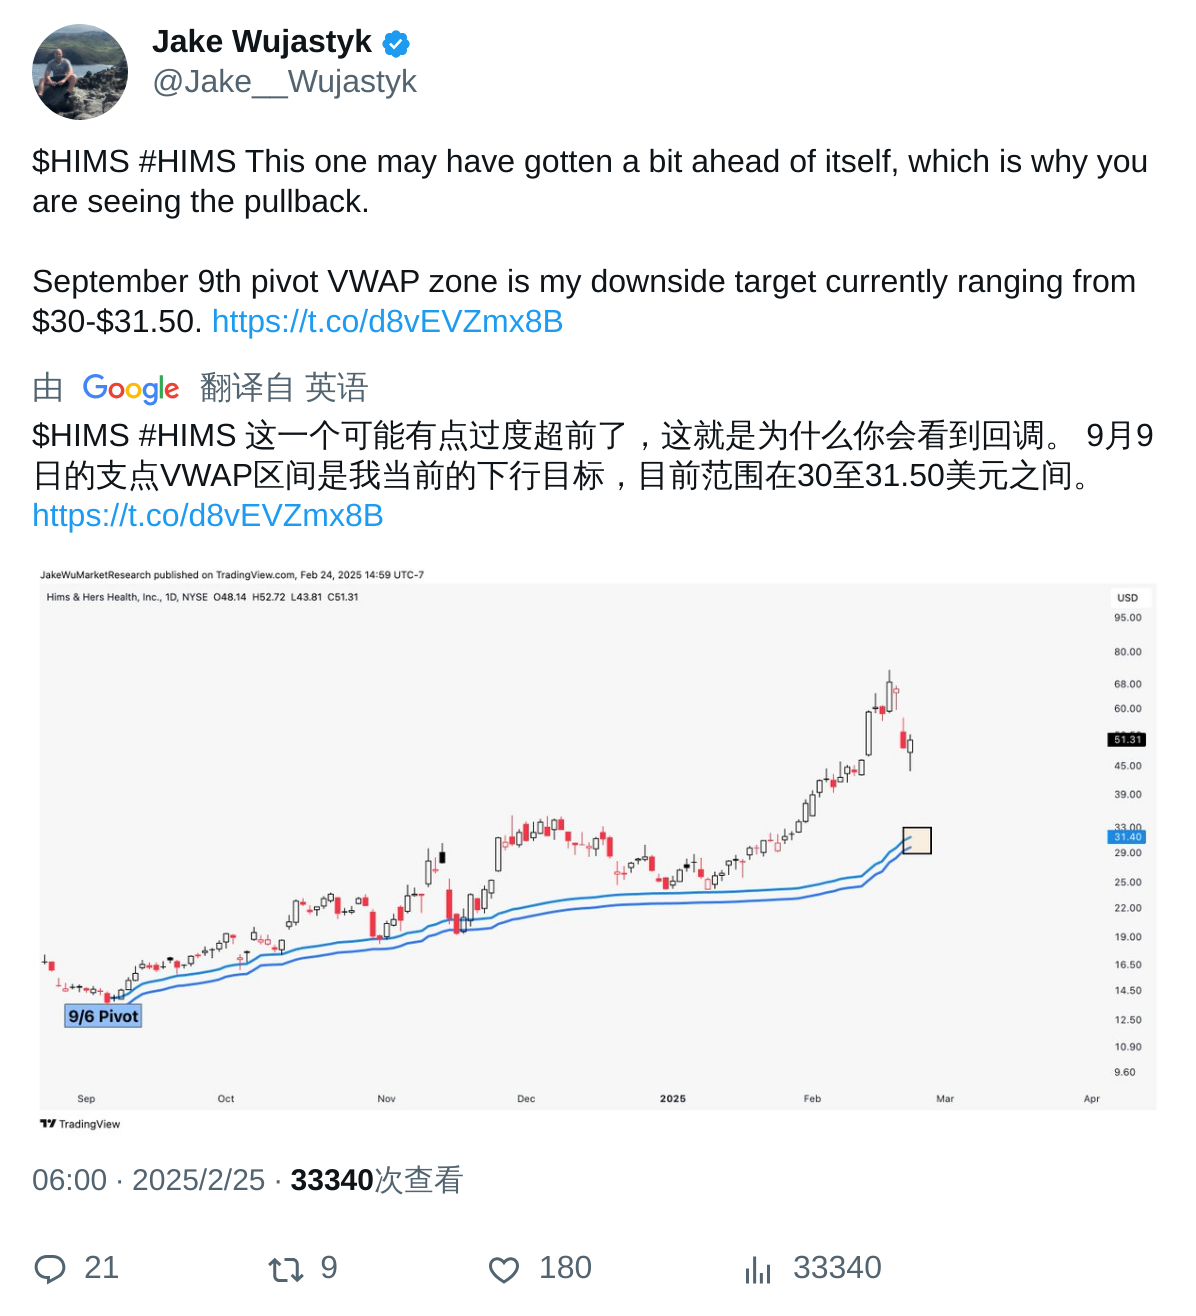 Jake Wujastyk
@Jake__Wujastyk
$HIMS #HIMS This one may have gotten a bit ahead of itself, which is why you
are seeing the pullback.
September 9th pivot VWAP zone is my downside target currently ranging from
$30-$31.50. https://t.co/d8vEVZmx8B
由 Google 翻译自 英语
$HIMS #HIMS 这一个可能有点过度超前了，这就是为什么你会看到回调。 9月9
日的支点VWAP区间是我当前的下行目标，目前范围在30至31.50美元之间。
https://t.co/d8vEVZmx8B
JakeWuMarketResearch published on TradingView.com, Feb 24, 2025 14:59 UTC-7
Hims & Hers Health, Inc., 1D, NYSE O48.14 H52.72 L43.81 C51.31
USD
95.00
80.00
68.00
60.00
51.31
45.00
39.00
33.00
31.40
29.00
25.00
22.00
19.00
16.50
14.50
12.50
10.90
9.60
9/6 Pivot
Sep Oct Nov Dec 2025 Feb Mar Apr
TradingView
06:00 · 2025/2/25 · 33340次查看
21 9 180 33340